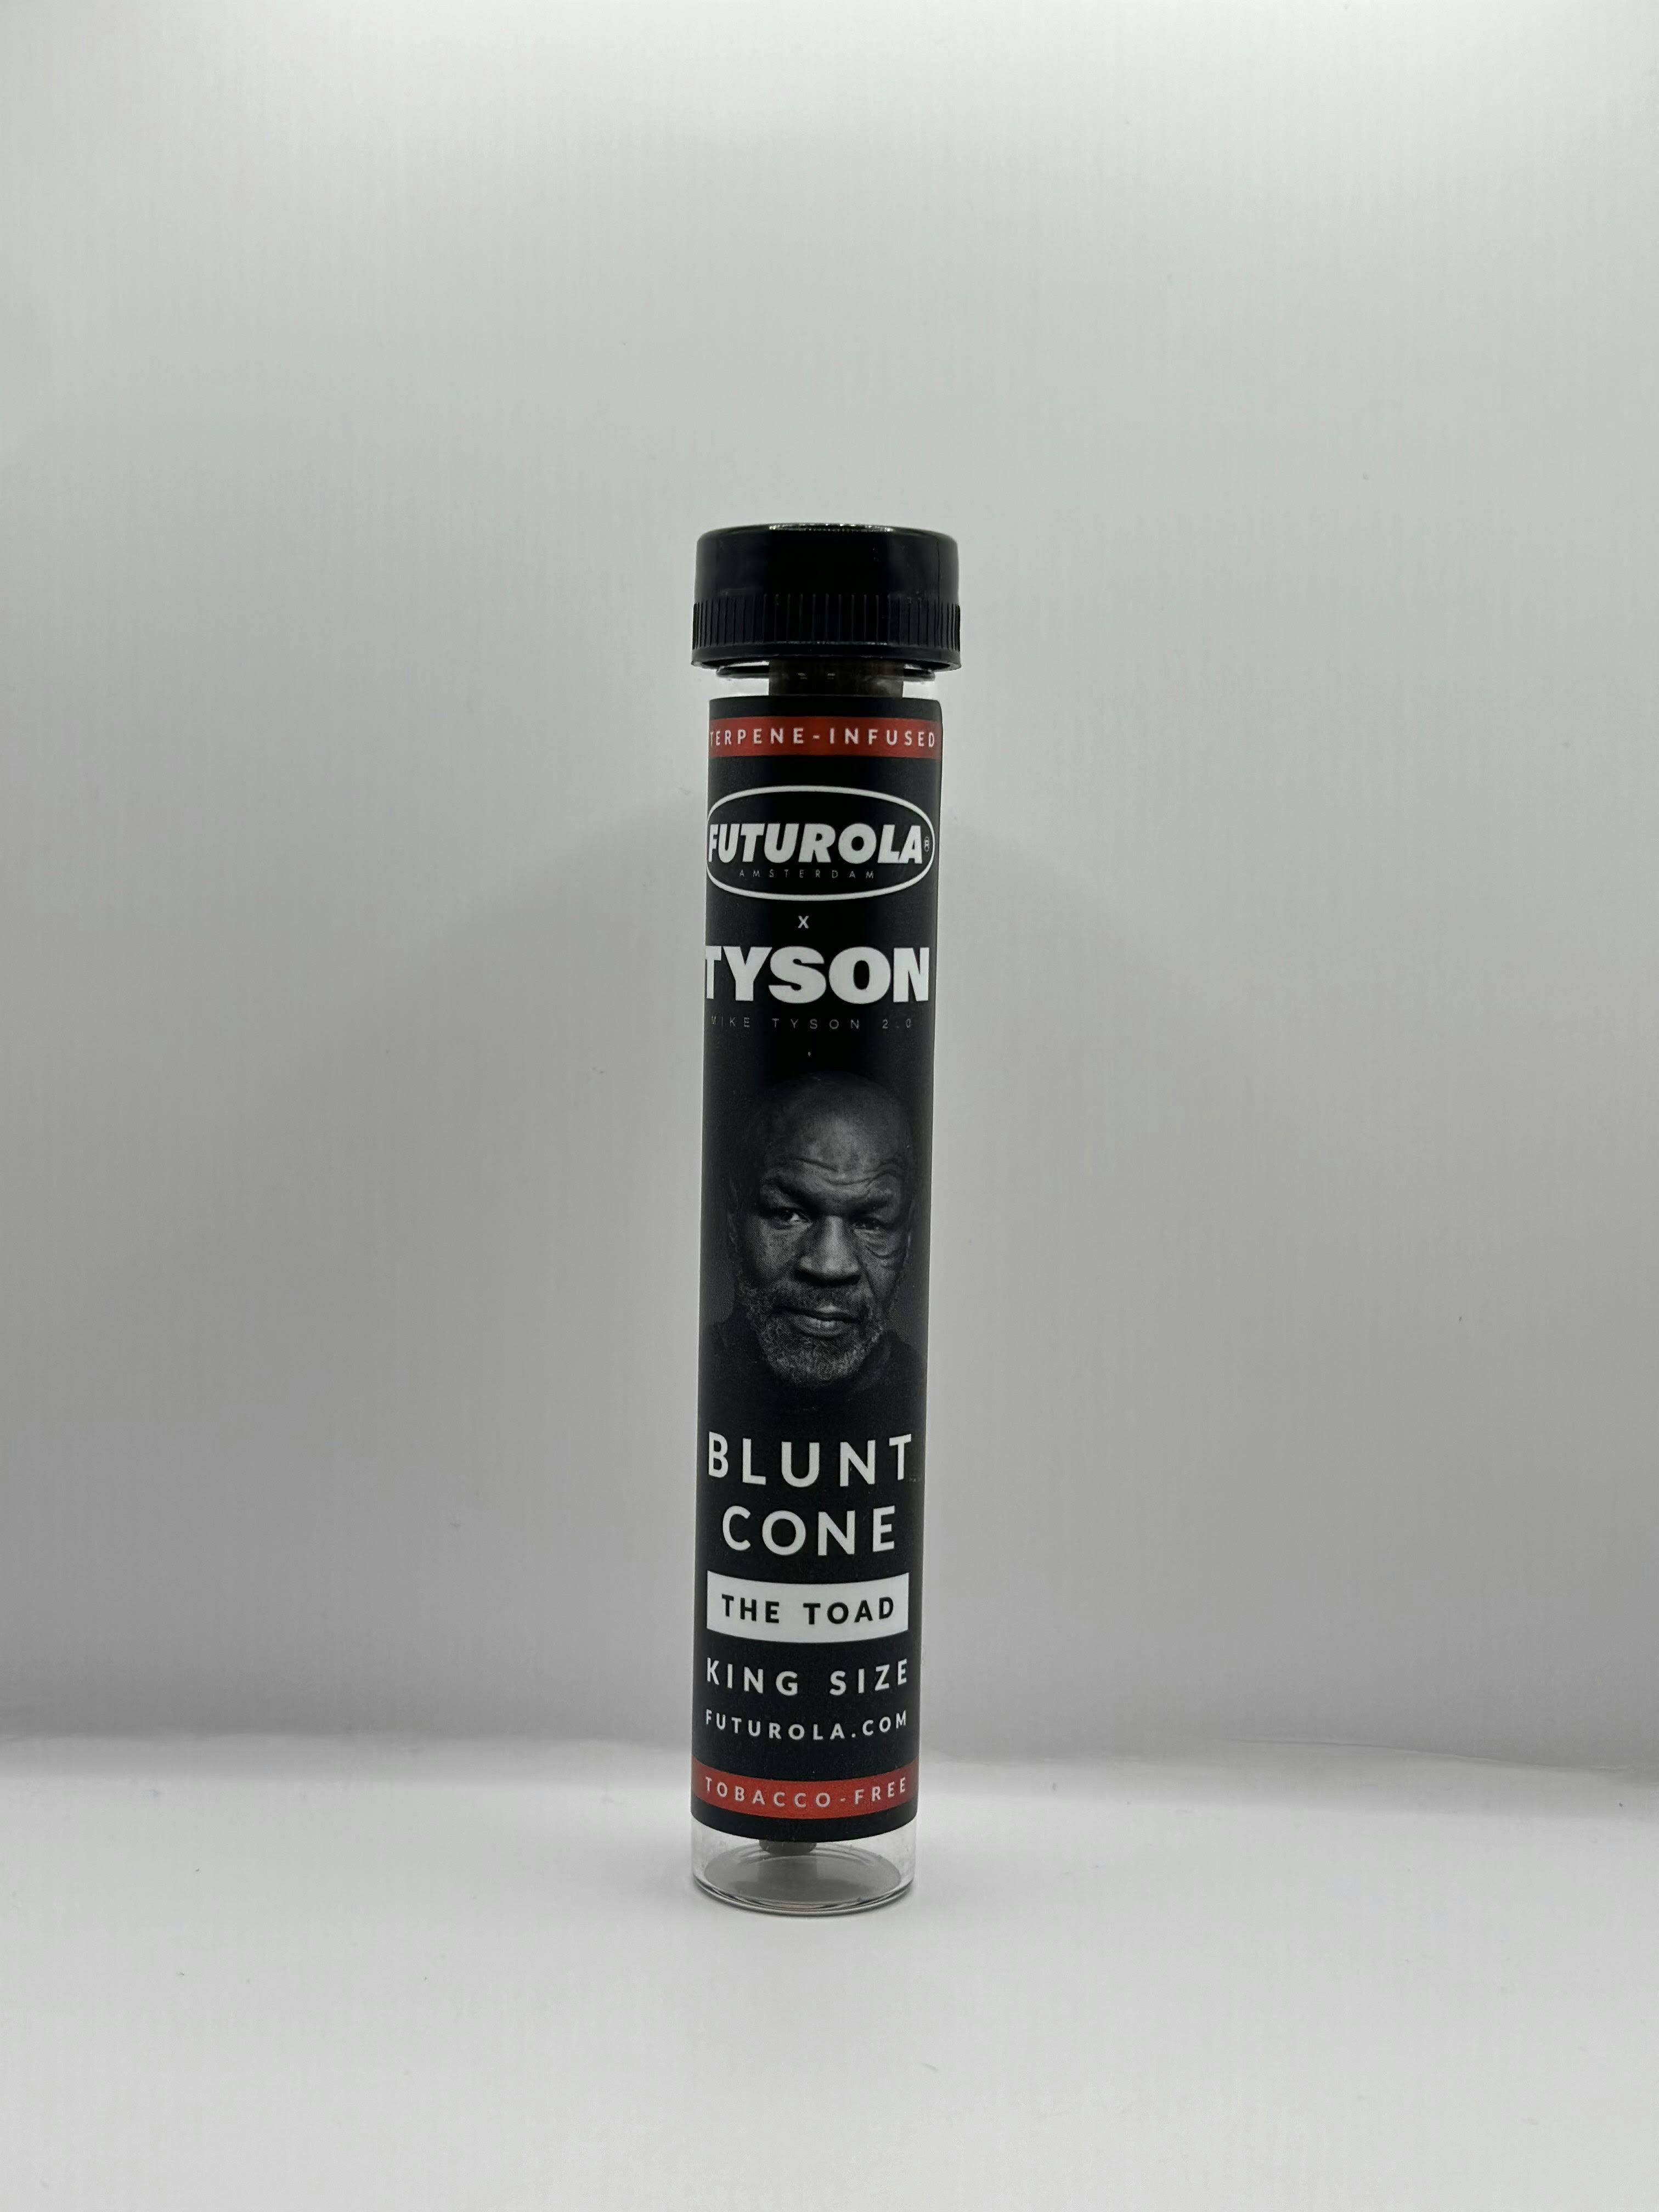 TERPENE-INFUSED
FUTUROLA®
AMSTERDAM
X
TYSON
MIKE TYSON 2.0
BLUNT
CONE
THE TOAD
KING SIZE
FUTUROLA.COM
TOBACCO-FREE